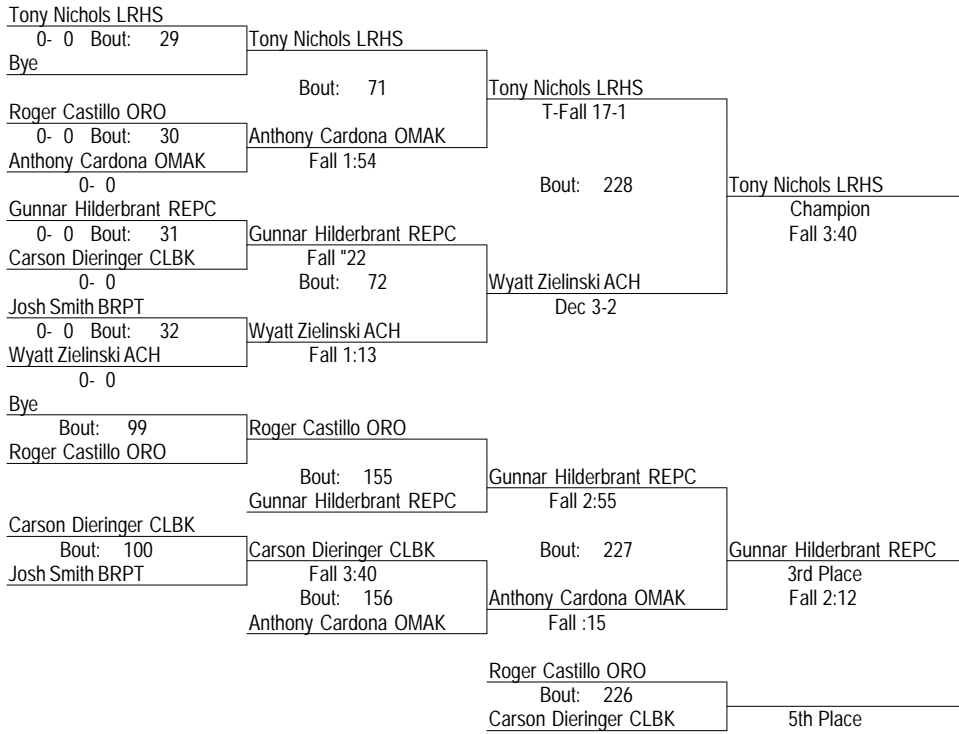 Tony Nichols LRHS
0- 0 Bout: 29
Bye
Tony Nichols LRHS
Bout: 71
Roger Castillo ORO
0- 0 Bout: 30
Anthony Cardona OMAK
0- 0
Anthony Cardona OMAK
Fall 1:54
Tony Nichols LRHS
T-Fall 17-1
Bout: 228
Gunnar Hilderbrant REPC
0- 0 Bout: 31
Carson Dieringer CLBK
0- 0
Gunnar Hilderbrant REPC
Fall "22
Bout: 72
Josh Smith BRPT
0- 0 Bout: 32
Wyatt Zielinski ACH
0- 0
Wyatt Zielinski ACH
Fall 1:13
Wyatt Zielinski ACH
Dec 3-2
Tony Nichols LRHS
Champion
Fall 3:40
Bye
Bout: 99
Roger Castillo ORO
Roger Castillo ORO
Bout: 155
Gunnar Hilderbrant REPC
Gunnar Hilderbrant REPC
Fall 2:55
Bout: 227
Carson Dieringer CLBK
Bout: 100
Josh Smith BRPT
Carson Dieringer CLBK
Fall 3:40
Bout: 156
Anthony Cardona OMAK
Anthony Cardona OMAK
Fall :15
Gunnar Hilderbrant REPC
3rd Place
Fall 2:12
Roger Castillo ORO
Bout: 226
Carson Dieringer CLBK
5th Place